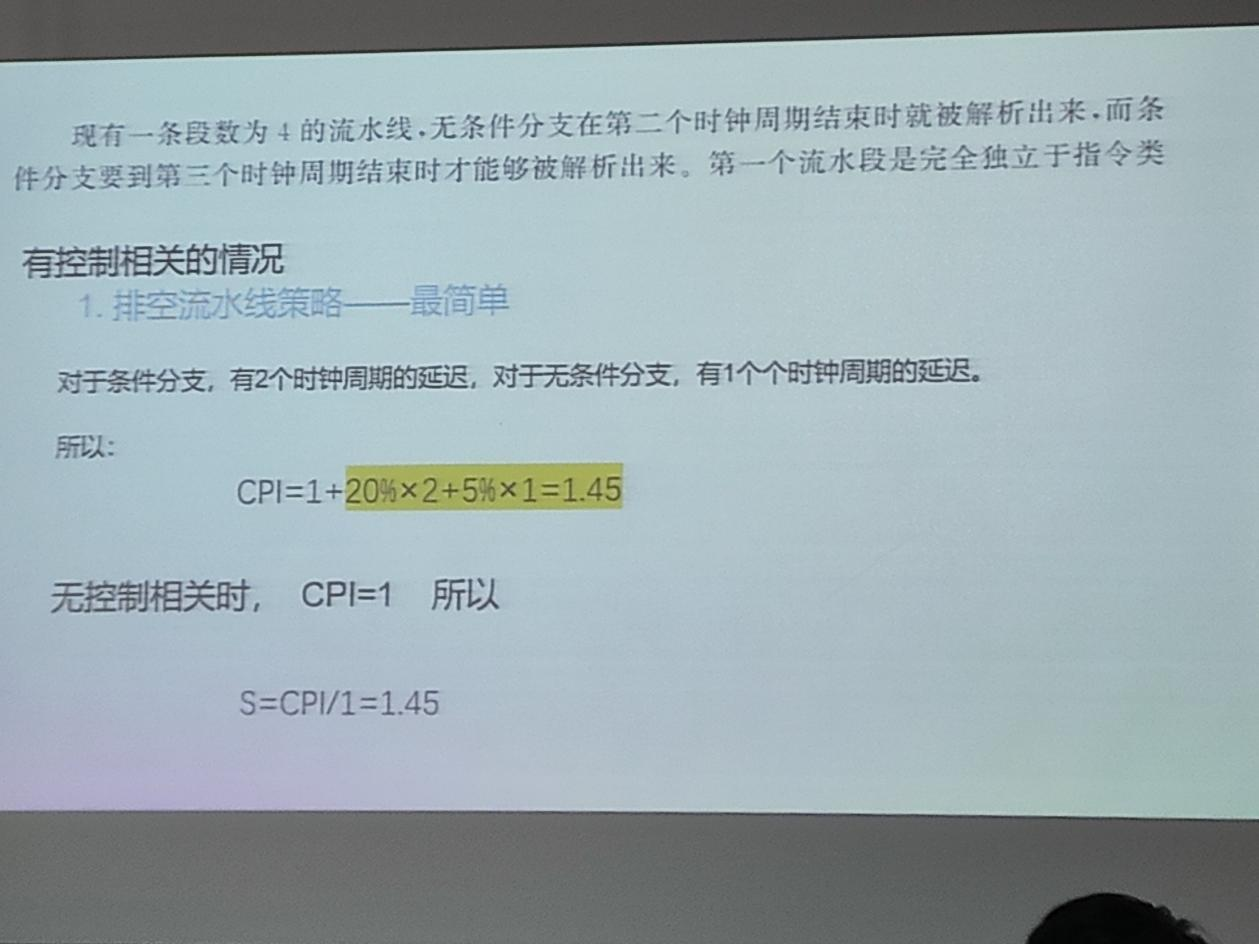 现有一条段数为 4 的流水线,无条件分支在第二个时钟周期结束时就被解析出来,而条
件分支要到第三个时钟周期结束时才能够被解析出来。第一个流水段是完全独立于指令类
有控制相关的情况
1. 排空流水线策略——最简单
对于条件分支，有2个时钟周期的延迟，对于无条件分支，有1个个时钟周期的延迟。
所以：
CPI=1+20%×2+5%×1=1.45
无控制相关时， CPI=1 所以
S=CPI/1=1.45